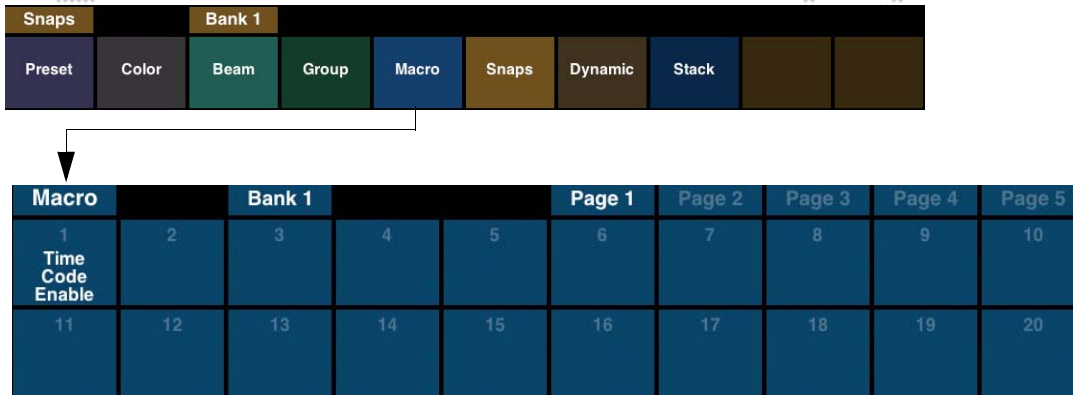 Snaps Bank 1
Preset Color Beam Group Macro Snaps Dynamic Stack
Macro Bank 1 Page 1 Page 2 Page 3 Page 4 Page 5
1 2 3 4 5 6 7 8 9 10
Time
Code
Enable
11 12 13 14 15 16 17 18 19 20